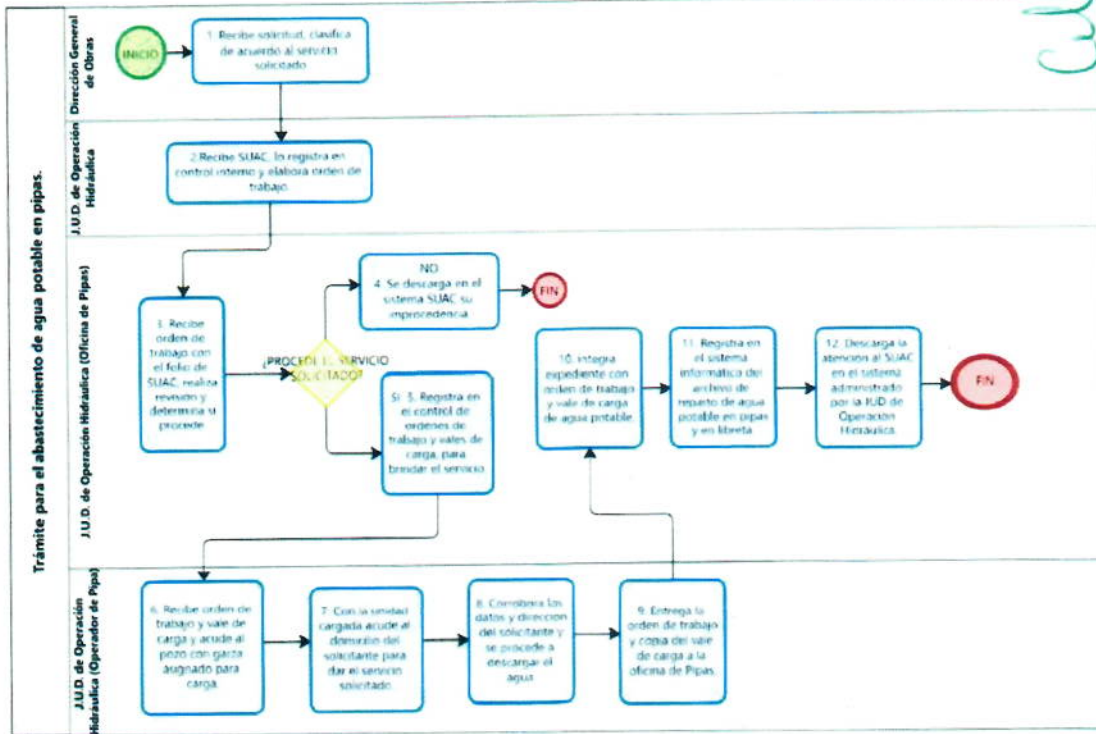 Trámite para el abastecimiento de agua potable en pipas.
Dirección General
de Obras
INICIO
1. Recibe solicitud, clasifica
de acuerdo al servicio
solicitado
J.U.D. de Operación
Hidráulica
2.Recibe SUAC, lo registra en
control interno y elabora orden de
trabajo.
J.U.D. de Operación Hidráulica (Oficina de Pipas)
3. Recibe
orden de
trabajo con
el folio de
SUAC, realiza
revisión y
determina si
procede
¿PROCEDE EL SERVICIO
SOLICITADO?
NO
4. Se descarga en el
sistema SUAC su
improcedencia
FIN
SI 5. Registra en
el control de
ordenes de
trabajo y vales de
carga, para
brindar el servicio
10. Integra
expediente con
orden de trabajo
y vale de carga
de agua potable
11. Registra en
el sistema
informático del
archivo de
reparto de agua
potable en pipas
y en libreta.
12. Descarga la
atención al SUAC
en el sistema
administrado
por la JUD de
Operación
Hidráulica.
FIN
J.U.D. de Operación
Hidráulica (Operador de Pipa)
6. Recibe orden de
trabajo y vale de
carga y acude al
pozo con garza
asignado para
carga.
7. Con la unidad
cargada acude al
domicilio del
solicitante para
dar el servicio
solicitado
8. Corrobora los
datos y dirección
del solicitante y
se procede a
descargar el
agua
9. Entrega la
orden de trabajo
y copia del vale
de carga a la
oficina de Pipas.